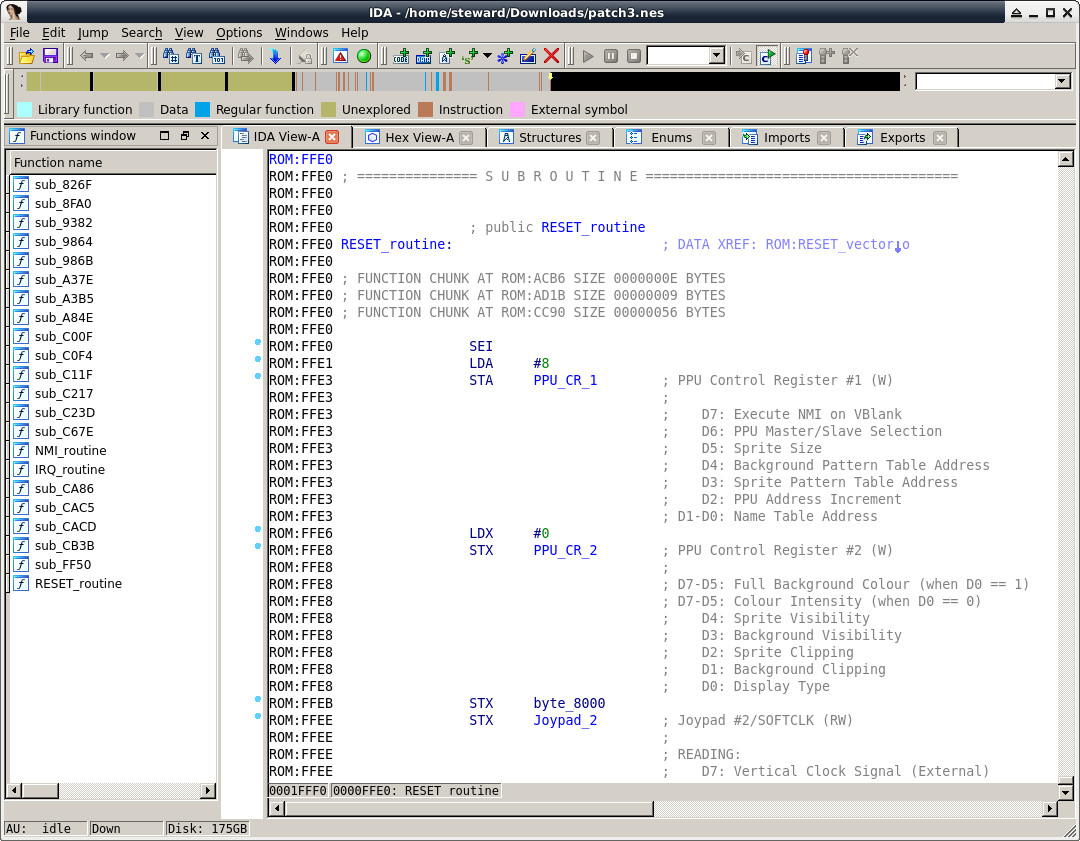 IDA - /home/steward/Downloads/patch3.nes
File Edit Jump Search View Options Windows Help
Library function Data Regular function Unexplored Instruction External symbol
Functions window
IDA View-A Hex View-A Structures Enums Imports Exports
Function name
sub_826F
sub_8FA0
sub_9382
sub_9864
sub_986B
sub_A37E
sub_A3B5
sub_A84E
sub_C00F
sub_C0F4
sub_C11F
sub_C217
sub_C23D
sub_C67E
NMI_routine
IRQ_routine
sub_CA86
sub_CAC5
sub_CACD
sub_CB3B
sub_FF50
RESET_routine
ROM:FFE0
ROM:FFE0 ; =============== S U B R O U T I N E =======================================
ROM:FFE0
ROM:FFE0
ROM:FFE0 ; public RESET_routine
ROM:FFE0 RESET_routine: ; DATA XREF: ROM:RESET_vector↓o
ROM:FFE0
ROM:FFE0 ; FUNCTION CHUNK AT ROM:ACB6 SIZE 0000000E BYTES
ROM:FFE0 ; FUNCTION CHUNK AT ROM:AD1B SIZE 00000009 BYTES
ROM:FFE0 ; FUNCTION CHUNK AT ROM:CC90 SIZE 00000056 BYTES
ROM:FFE0
ROM:FFE0 SEI
ROM:FFE1 LDA #8
ROM:FFE3 STA PPU_CR_1 ; PPU Control Register #1 (W)
ROM:FFE3 ;
ROM:FFE3 ; D7: Execute NMI on VBlank
ROM:FFE3 ; D6: PPU Master/Slave Selection
ROM:FFE3 ; D5: Sprite Size
ROM:FFE3 ; D4: Background Pattern Table Address
ROM:FFE3 ; D3: Sprite Pattern Table Address
ROM:FFE3 ; D2: PPU Address Increment
ROM:FFE3 ; D1-D0: Name Table Address
ROM:FFE6 LDX #0
ROM:FFE8 STX PPU_CR_2 ; PPU Control Register #2 (W)
ROM:FFE8 ;
ROM:FFE8 ; D7-D5: Full Background Colour (when D0 == 1)
ROM:FFE8 ; D7-D5: Colour Intensity (when D0 == 0)
ROM:FFE8 ; D4: Sprite Visibility
ROM:FFE8 ; D3: Background Visibility
ROM:FFE8 ; D2: Sprite Clipping
ROM:FFE8 ; D1: Background Clipping
ROM:FFE8 ; D0: Display Type
ROM:FFEB STX byte_8000
ROM:FFEE STX Joypad_2 ; Joypad #2/SOFTCLK (RW)
ROM:FFEE ;
ROM:FFEE ; READING:
ROM:FFEE ; D7: Vertical Clock Signal (External)
0001FFF0 0000FFE0: RESET routine
AU: idle Down Disk: 175GB